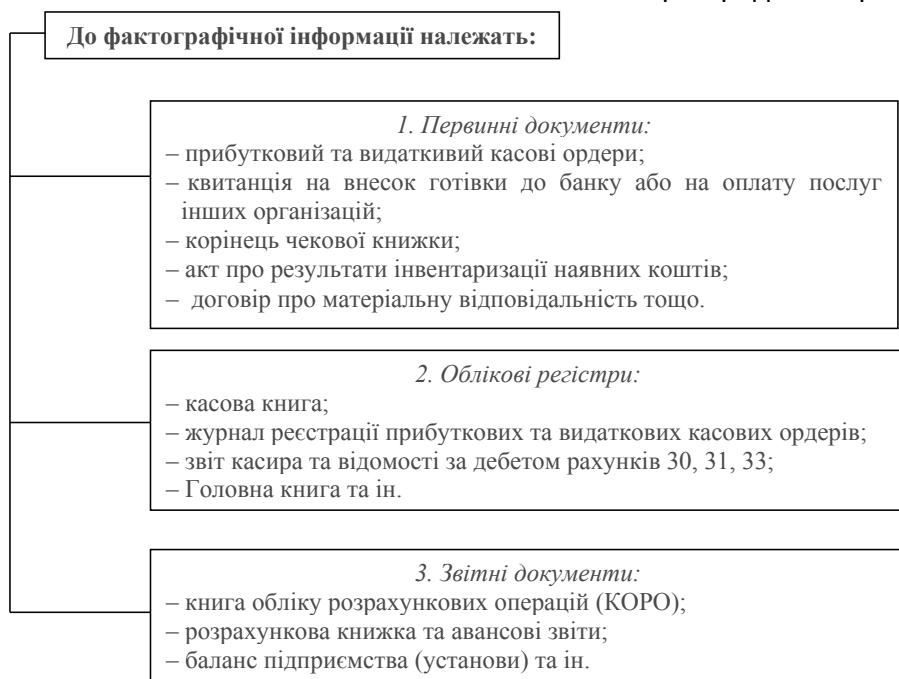 До фактографічної інформації належать:
1. Первинні документи:
– прибутковий та видаткивий касові ордери;
– квитанція на внесок готівки до банку або на оплату послуг
інших організацій;
– корінець чекової книжки;
– акт про результати інвентаризації наявних коштів;
– договір про матеріальну відповідальність тощо.
2. Облікові регістри:
– касова книга;
– журнал реєстрації прибуткових та видаткових касових ордерів;
– звіт касира та відомості за дебетом рахунків 30, 31, 33;
– Головна книга та ін.
3. Звітні документи:
– книга обліку розрахункових операцій (КОРО);
– розрахункова книжка та авансові звіти;
– баланс підприємства (установи) та ін.